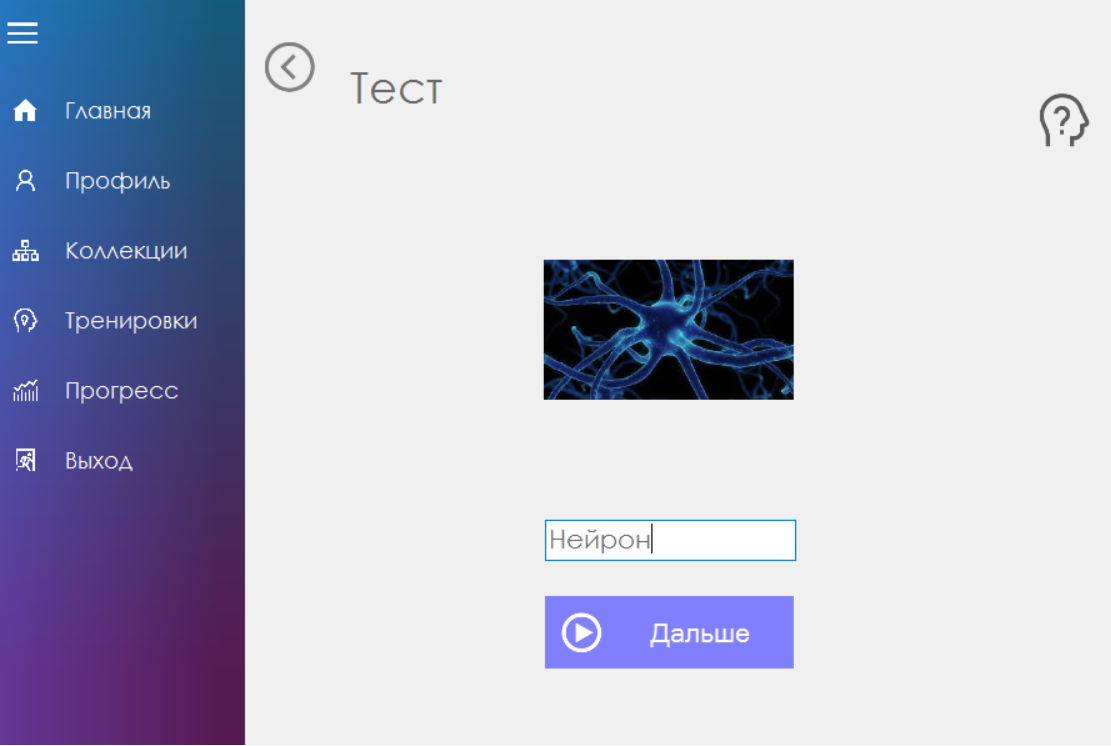 Главная
Профиль
Коллекции
Тренировки
Прогресс
Выход
Тест
?
Нейрон
Дальше